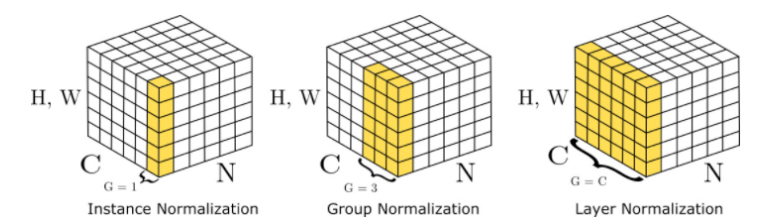 H, W
C
G = 1
N
Instance Normalization
H, W
C
G = 3
N
Group Normalization
H, W
C
G = C
N
Layer Normalization